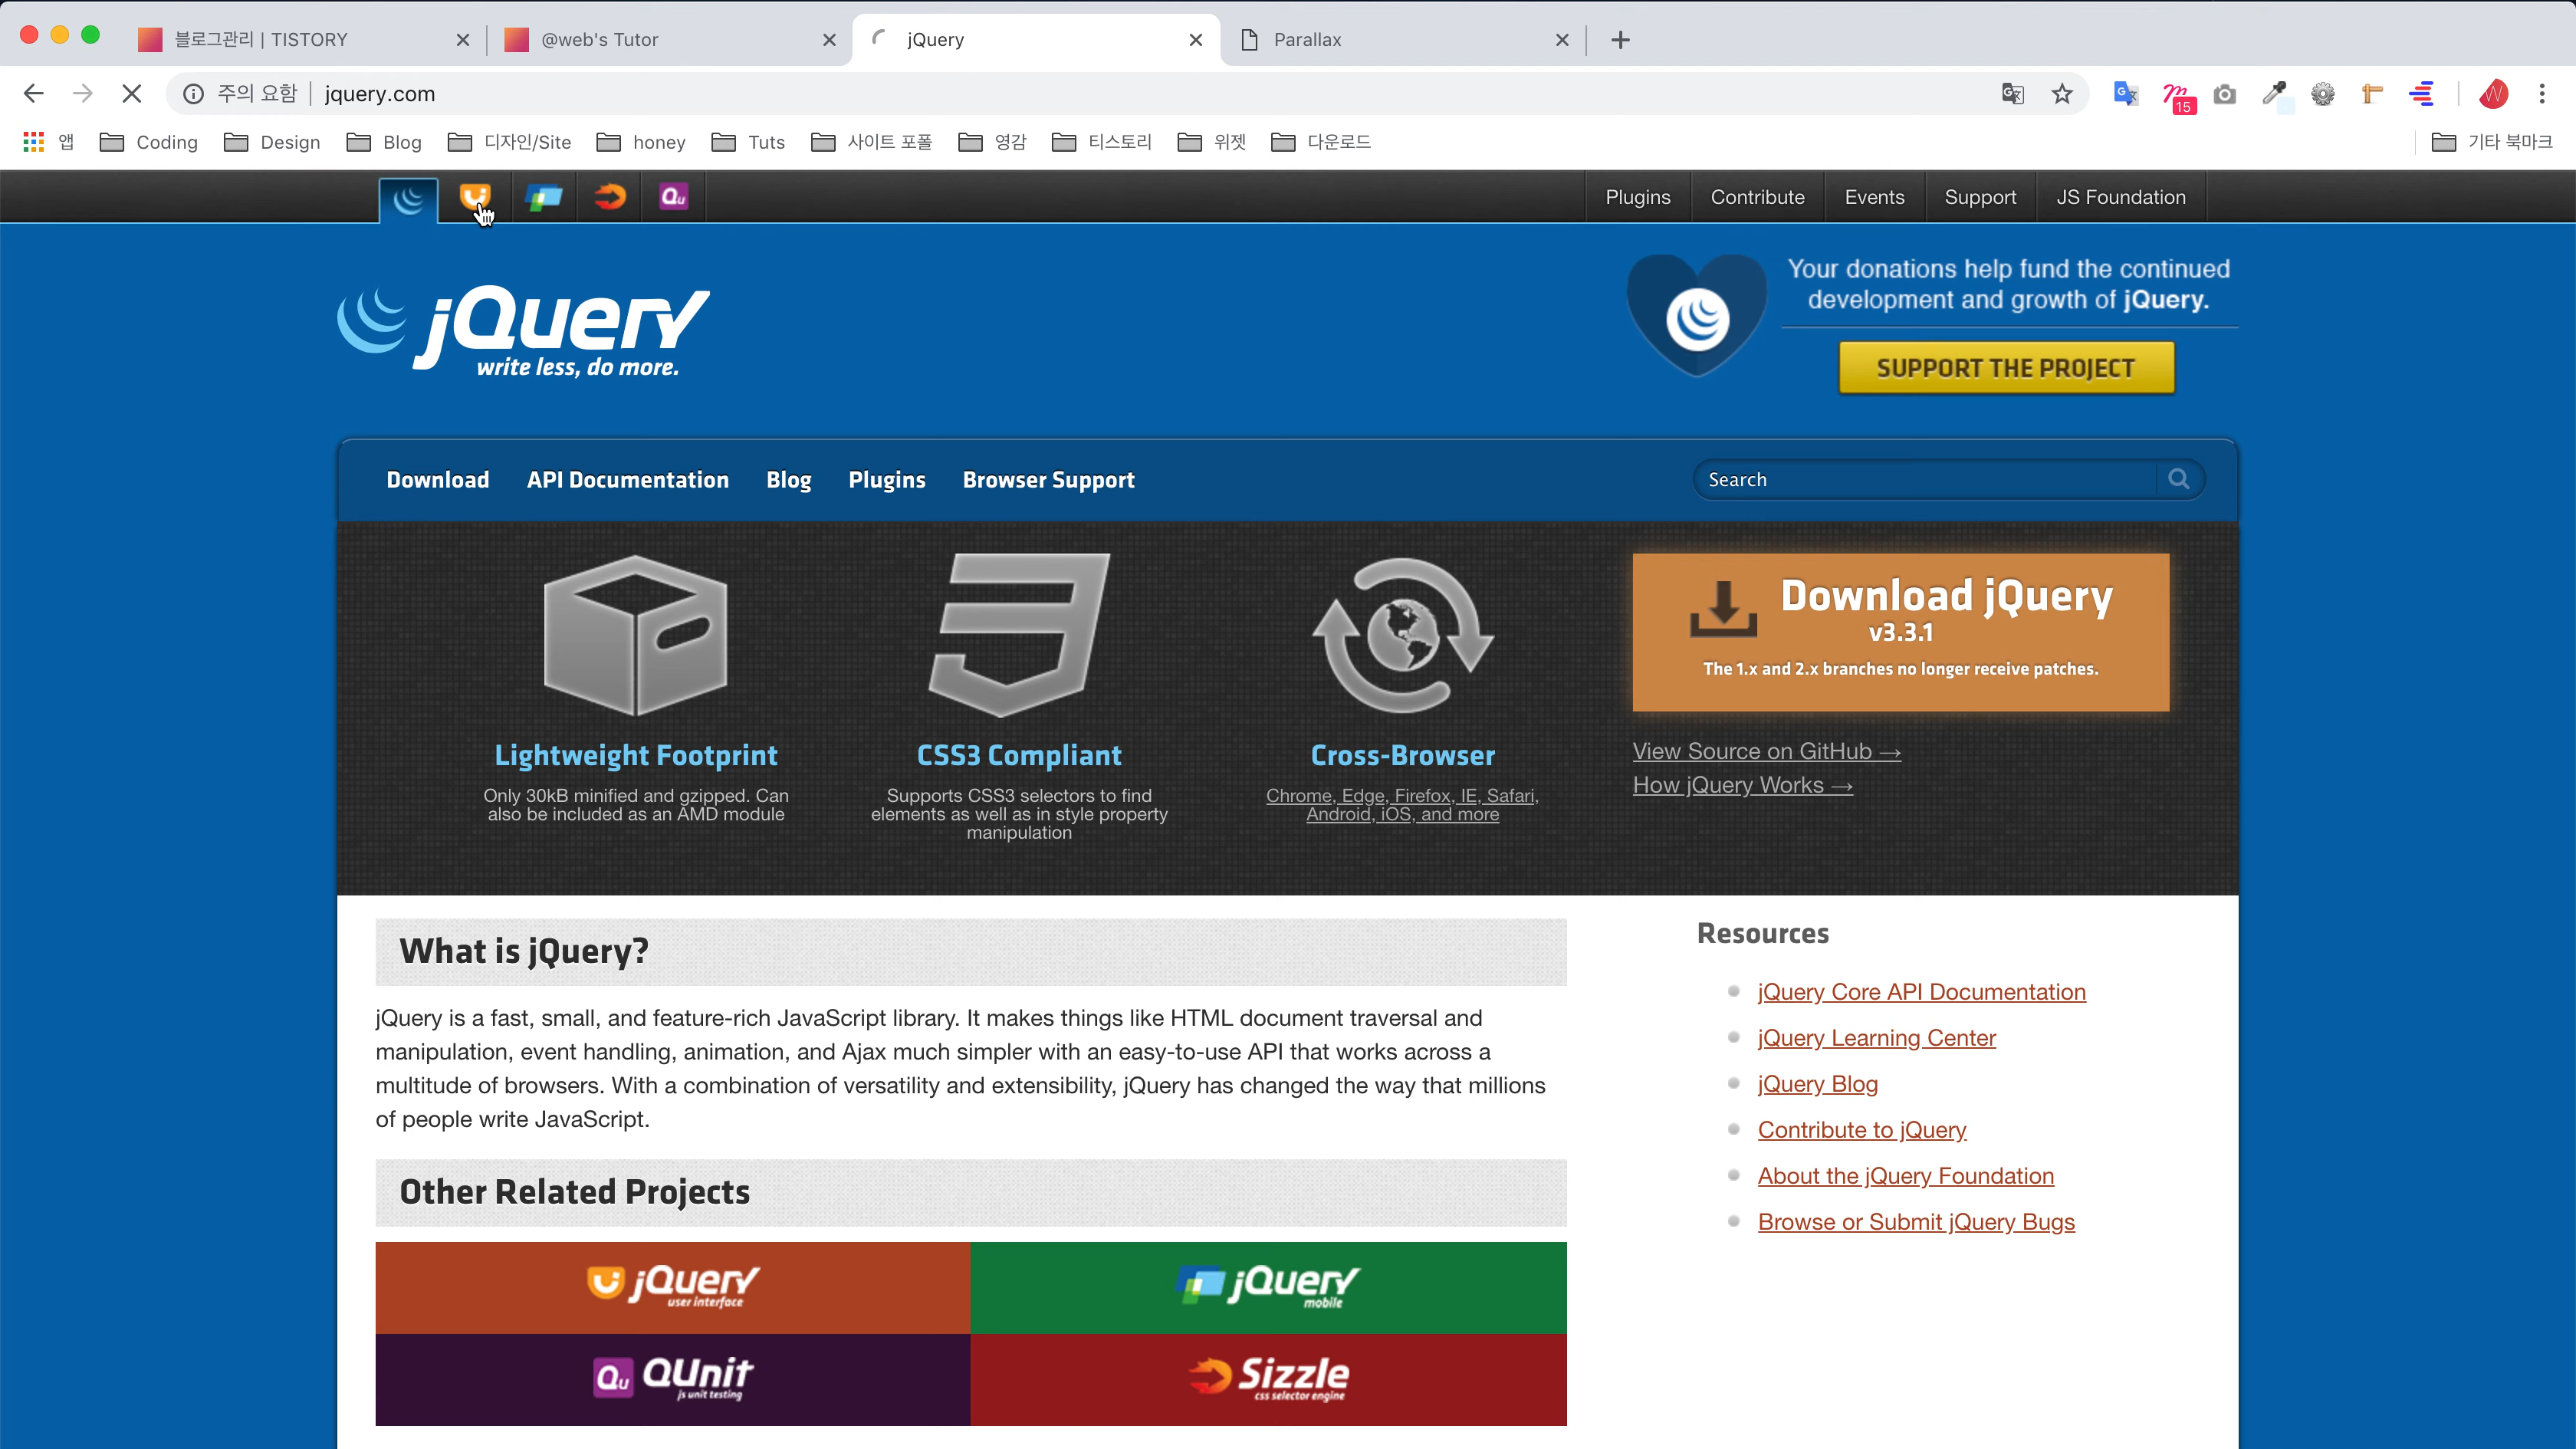 블로그관리 | TISTORY
@web's Tutor
jQuery
Parallax
주의 요함 | jquery.com
15
앱
Coding
Design
Blog
디자인/Site
honey
Tuts
사이트 포폴
영감
티스토리
위젯
다운로드
기타 북마크
Qu
Plugins
Contribute
Events
Support
JS Foundation
jQuery
write less, do more.
Your donations help fund the continued
development and growth of jQuery.
SUPPORT THE PROJECT
Download
API Documentation
Blog
Plugins
Browser Support
Search
Download jQuery
v3.3.1
The 1.x and 2.x branches no longer receive patches.
Lightweight Footprint
Only 30kB minified and gzipped. Can
also be included as an AMD module
CSS3 Compliant
Supports CSS3 selectors to find
elements as well as in style property
manipulation
Cross-Browser
Chrome, Edge, Firefox, IE, Safari,
Android, iOS, and more
View Source on GitHub →
How jQuery Works →
What is jQuery?
jQuery is a fast, small, and feature-rich JavaScript library. It makes things like HTML document traversal and
manipulation, event handling, animation, and Ajax much simpler with an easy-to-use API that works across a
multitude of browsers. With a combination of versatility and extensibility, jQuery has changed the way that millions
of people write JavaScript.
Other Related Projects
jQuery
user interface
jQuery
mobile
Qu QUnit
js unit testing
Sizzle
css selector engine
Resources
jQuery Core API Documentation
jQuery Learning Center
jQuery Blog
Contribute to jQuery
About the jQuery Foundation
Browse or Submit jQuery Bugs